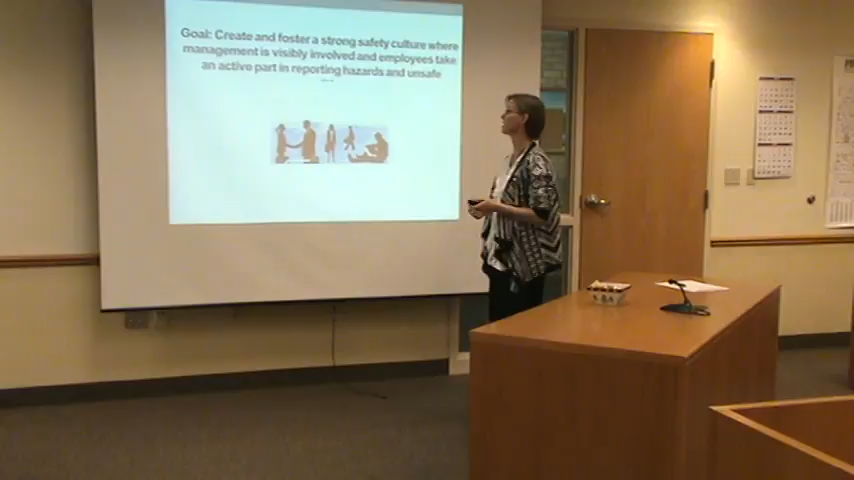 Goal: Create and foster a strong safety culture where
management is visibly involved and employees take
an active part in reporting hazards and unsafe